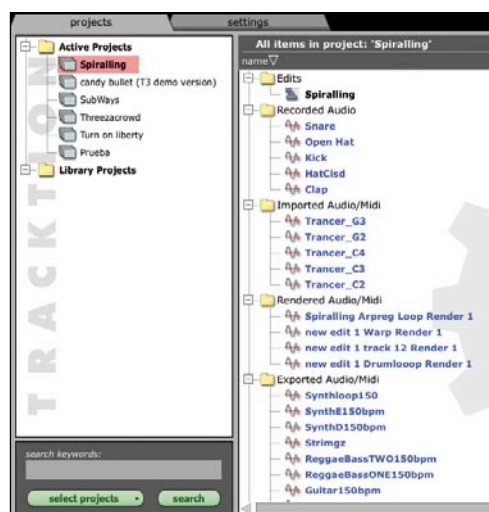 projects
settings
Active Projects
Spiralling
candy bullet (T3 demo version)
SubWays
Threezacrowd
Turn on liberty
Prueba
Library Projects
TRACKTION
search keywords:
select projects
search
All items in project: 'Spiralling'
name
Edits
Spiralling
Recorded Audio
Snare
Open Hat
Kick
HatClsd
Clap
Imported Audio/Midi
Trancer_G3
Trancer_G2
Trancer_C4
Trancer_C3
Trancer_C2
Rendered Audio/Midi
Spiralling Arpreg Loop Render 1
new edit 1 Warp Render 1
new edit 1 track 12 Render 1
new edit 1 Drumlooop Render 1
Exported Audio/Midi
Synthloop150
SynthE150bpm
SynthD150bpm
Strimgz
ReggaeBassTWO150bpm
ReggaeBassONE150bpm
Guitar150bpm